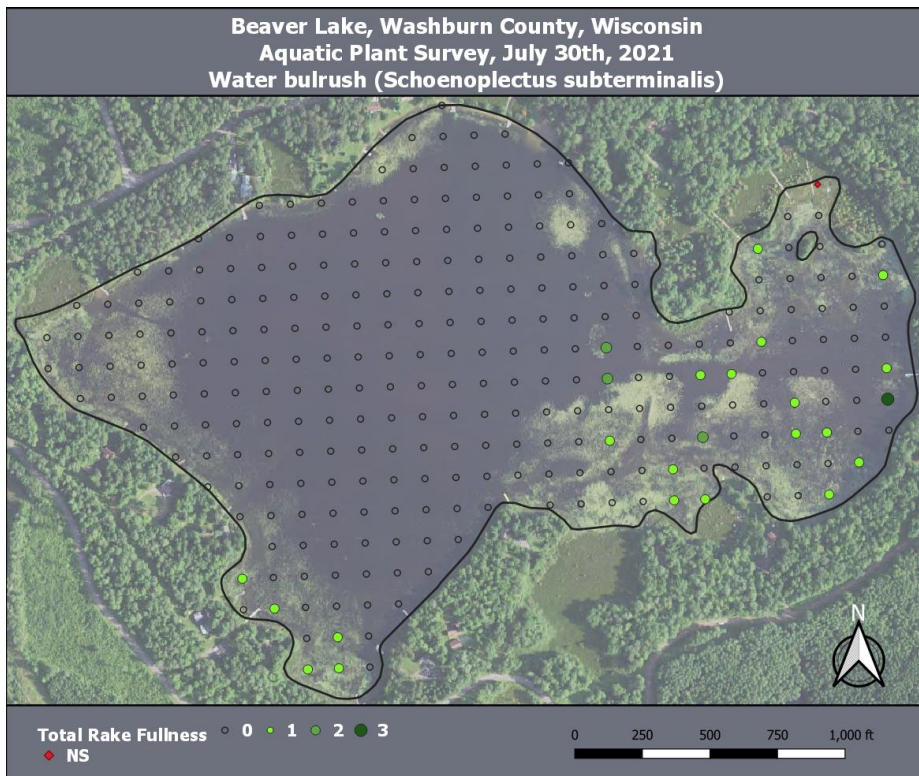 Beaver Lake, Washburn County, Wisconsin
Aquatic Plant Survey, July 30th, 2021
Water bulrush (Schoenoplectus subterminalis)
N
Total Rake Fullness 0 1 2 3
NS
0 250 500 750 1,000 ft